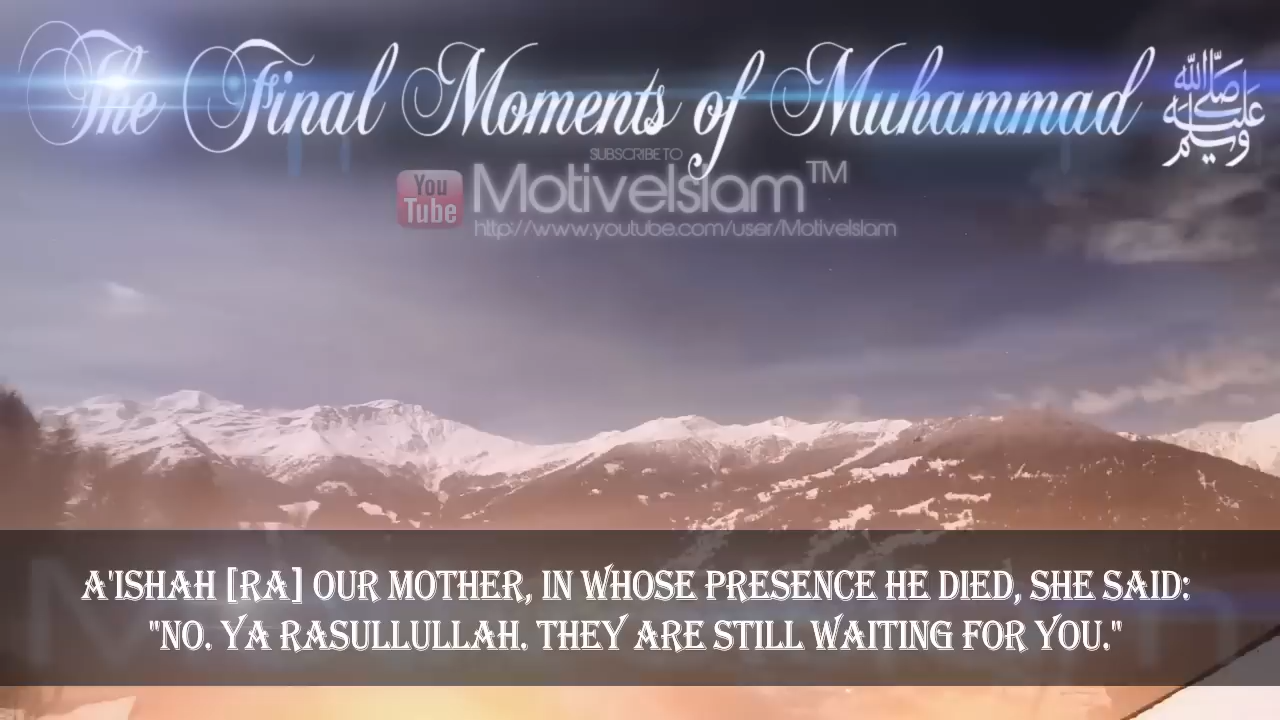 The Final Moments of Muhammad صلى الله عليه وسلم
SUBSCRIBE TO
You Tube
MotiveIslam™
http://www.youtube.com/user/MotiveIslam
A'ISHAH [RA] OUR MOTHER, IN WHOSE PRESENCE HE DIED, SHE SAID:
"NO. YA RASULLULLAH. THEY ARE STILL WAITING FOR YOU."